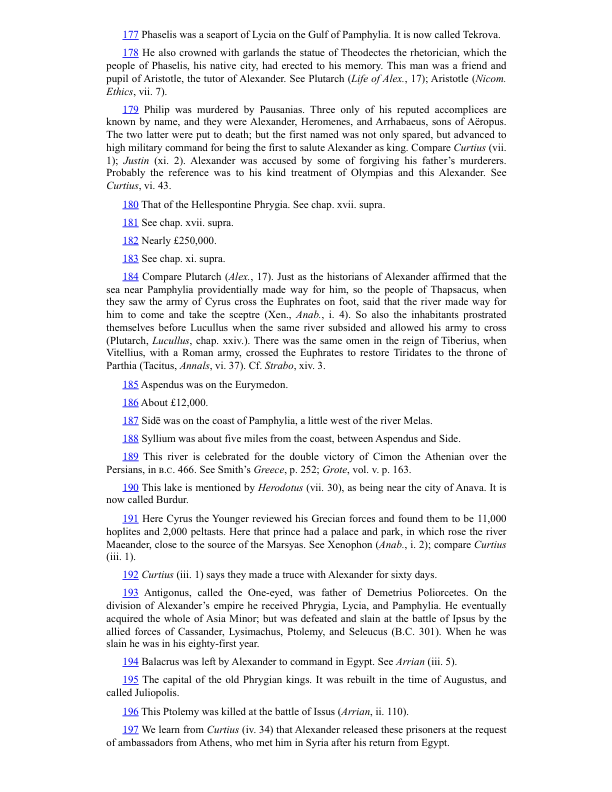 177 Phaselis was a seaport of Lycia on the Gulf of Pamphylia. It is now called Tekrova.
178 He also crowned with garlands the statue of Theodectes the rhetorician, which the
people of Phaselis, his native city, had erected to his memory. This man was a friend and
pupil of Aristotle, the tutor of Alexander. See Plutarch (Life of Alex., 17); Aristotle (Nicom.
Ethics, vii. 7).
179 Philip was murdered by Pausanias. Three only of his reputed accomplices are
known by name, and they were Alexander, Heromenes, and Arrhabaeus, sons of Aëropus.
The two latter were put to death; but the first named was not only spared, but advanced to
high military command for being the first to salute Alexander as king. Compare Curtius (vii.
1); Justin (xi. 2). Alexander was accused by some of forgiving his father’s murderers.
Probably the reference was to his kind treatment of Olympias and this Alexander. See
Curtius, vi. 43.
180 That of the Hellespontine Phrygia. See chap. xvii. supra.
181 See chap. xvii. supra.
182 Nearly £250,000.
183 See chap. xi. supra.
184 Compare Plutarch (Alex., 17). Just as the historians of Alexander affirmed that the
sea near Pamphylia providentially made way for him, so the people of Thapsacus, when
they saw the army of Cyrus cross the Euphrates on foot, said that the river made way for
him to come and take the sceptre (Xen., Anab., i. 4). So also the inhabitants prostrated
themselves before Lucullus when the same river subsided and allowed his army to cross
(Plutarch, Lucullus, chap. xxiv.). There was the same omen in the reign of Tiberius, when
Vitellius, with a Roman army, crossed the Euphrates to restore Tiridates to the throne of
Parthia (Tacitus, Annals, vi. 37). Cf. Strabo, xiv. 3.
185 Aspendus was on the Eurymedon.
186 About £12,000.
187 Sidē was on the coast of Pamphylia, a little west of the river Melas.
188 Syllium was about five miles from the coast, between Aspendus and Side.
189 This river is celebrated for the double victory of Cimon the Athenian over the
Persians, in B.C. 466. See Smith’s Greece, p. 252; Grote, vol. v. p. 163.
190 This lake is mentioned by Herodotus (vii. 30), as being near the city of Anava. It is
now called Burdur.
191 Here Cyrus the Younger reviewed his Grecian forces and found them to be 11,000
hoplites and 2,000 peltasts. Here that prince had a palace and park, in which rose the river
Maeander, close to the source of the Marsyas. See Xenophon (Anab., i. 2); compare Curtius
(iii. 1).
192 Curtius (iii. 1) says they made a truce with Alexander for sixty days.
193 Antigonus, called the One-eyed, was father of Demetrius Poliorcetes. On the
division of Alexander’s empire he received Phrygia, Lycia, and Pamphylia. He eventually
acquired the whole of Asia Minor; but was defeated and slain at the battle of Ipsus by the
allied forces of Cassander, Lysimachus, Ptolemy, and Seleucus (B.C. 301). When he was
slain he was in his eighty-first year.
194 Balacrus was left by Alexander to command in Egypt. See Arrian (iii. 5).
195 The capital of the old Phrygian kings. It was rebuilt in the time of Augustus, and
called Juliopolis.
196 This Ptolemy was killed at the battle of Issus (Arrian, ii. 110).
197 We learn from Curtius (iv. 34) that Alexander released these prisoners at the request
of ambassadors from Athens, who met him in Syria after his return from Egypt.